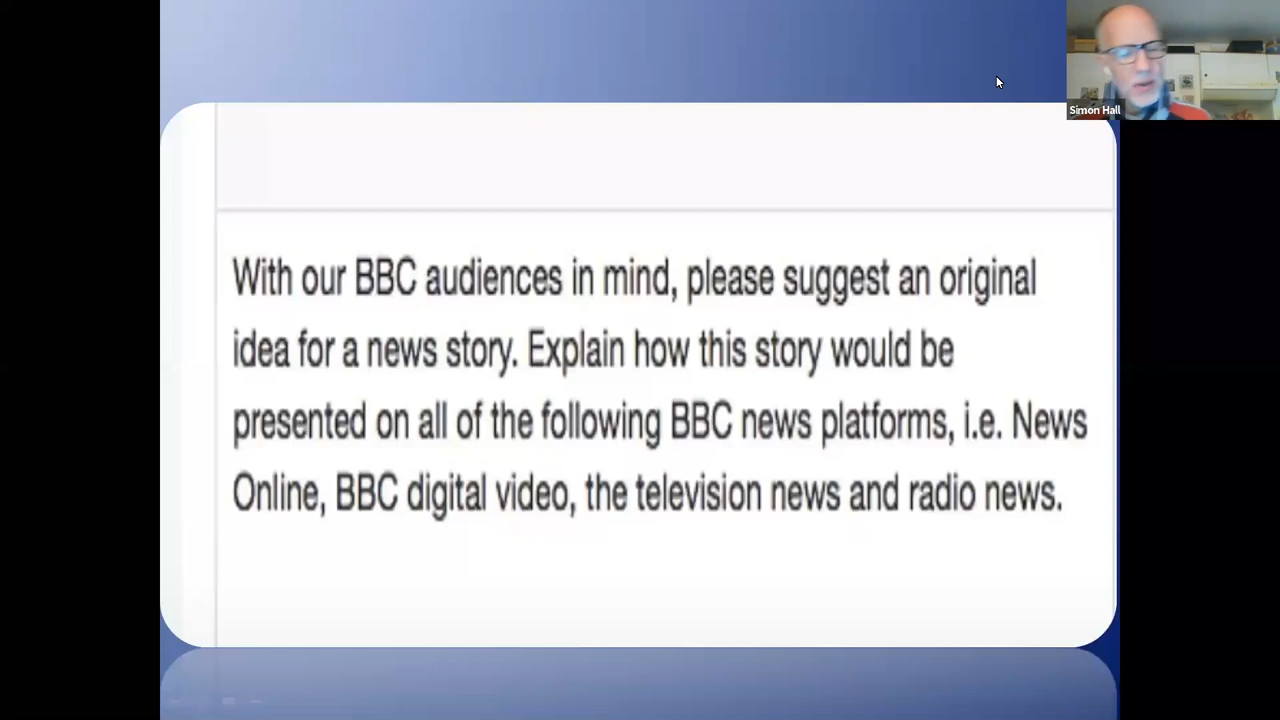 Simon Hall
With our BBC audiences in mind, please suggest an original
idea for a news story. Explain how this story would be
presented on all of the following BBC news platforms, i.e. News
Online, BBC digital video, the television news and radio news.